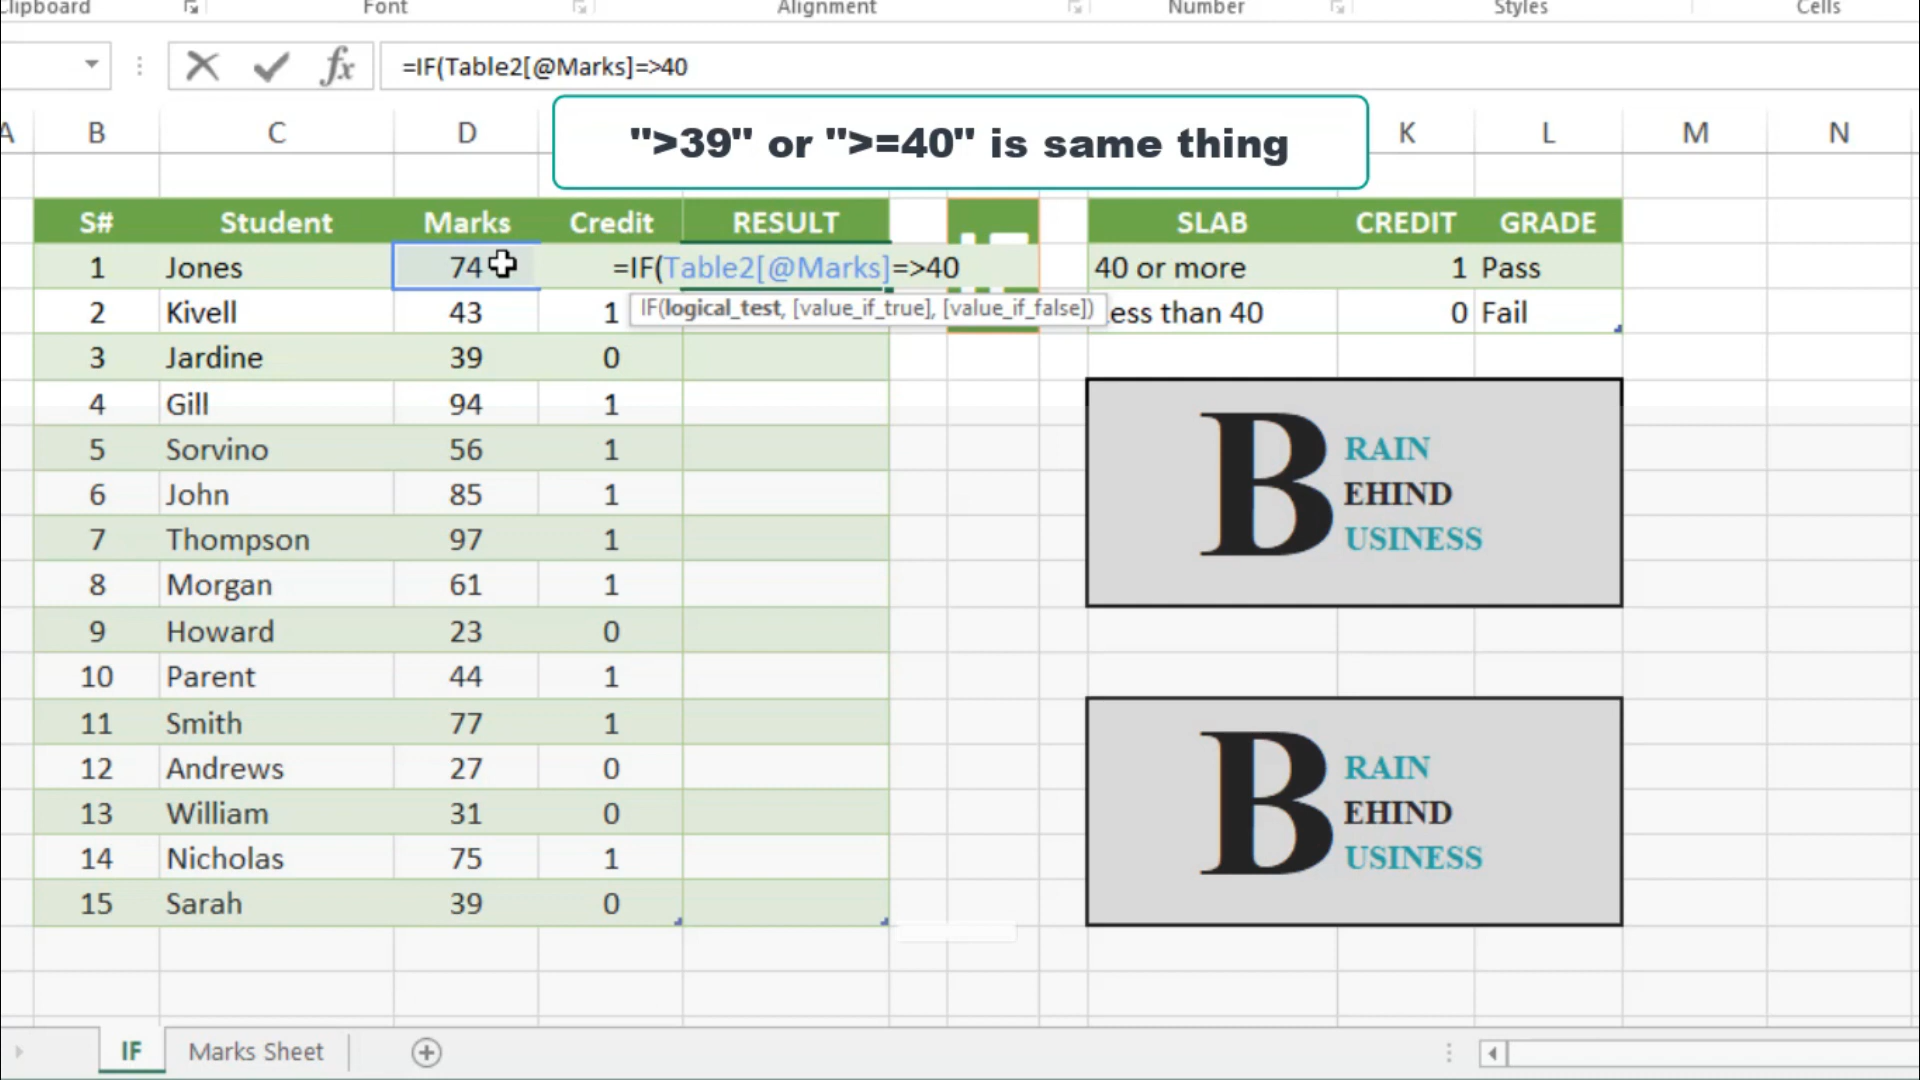 lipboard Font Alignment Number Styles Cells
fx =IF(Table2[@Marks]=>40
">39" or ">=40" is same thing
A B C D K L M N
S# Student Marks Credit RESULT SLAB CREDIT GRADE
1 Jones 74 =IF(Table2[@Marks]=>40 40 or more 1 Pass
IF(logical_test, [value_if_true], [value_if_false])
2 Kivell 43 1 ess than 40 0 Fail
3 Jardine 39 0
4 Gill 94 1
5 Sorvino 56 1
6 John 85 1
7 Thompson 97 1
8 Morgan 61 1
9 Howard 23 0
10 Parent 44 1
11 Smith 77 1
12 Andrews 27 0
13 William 31 0
14 Nicholas 75 1
15 Sarah 39 0
BRAIN
BEHIND
BUSINESS
BRAIN
BEHIND
BUSINESS
IF Marks Sheet